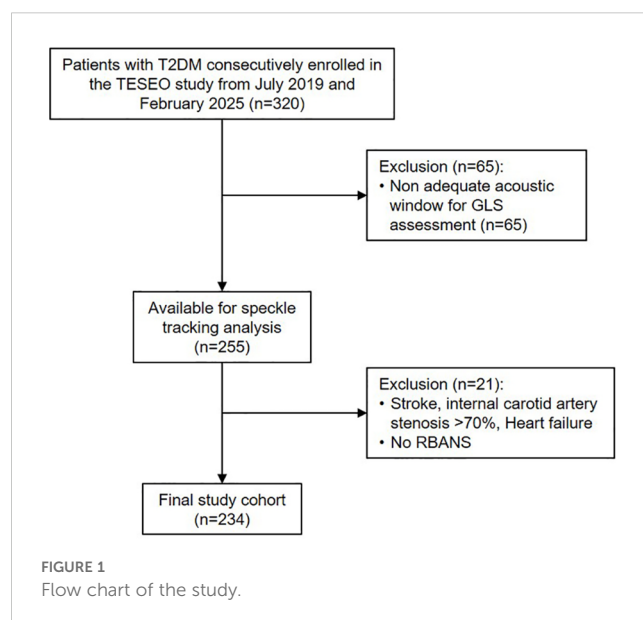 Patients with T2DM consecutively enrolled in
the TESEO study from July 2019 and
February 2025 (n=320)
Exclusion (n=65):
• Non adequate acoustic
window for GLS
assessment (n=65)
Available for speckle
tracking analysis
(n=255)
Exclusion (n=21):
• Stroke, internal carotid artery
stenosis >70%, Heart failure
• No RBANS
Final study cohort
(n=234)
FIGURE 1
Flow chart of the study.